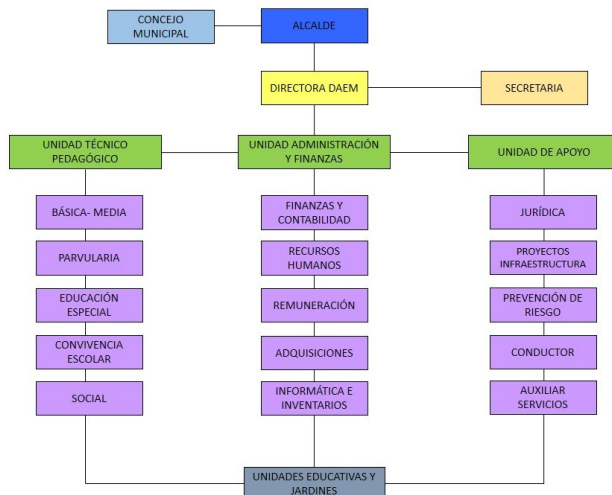 CONCEJO
MUNICIPAL
ALCALDE
DIRECTORA DAEM
SECRETARIA
UNIDAD TÉCNICO
PEDAGÓGICO
UNIDAD ADMINISTRACIÓN
Y FINANZAS
UNIDAD DE APOYO
BÁSICA- MEDIA
FINANZAS Y
CONTABILIDAD
JURÍDICA
PARVULARIA
RECURSOS
HUMANOS
PROYECTOS
INFRAESTRUCTURA
EDUCACIÓN
ESPECIAL
REMUNERACIÓN
PREVENCIÓN DE
RIESGO
CONVIVENCIA
ESCOLAR
ADQUISICIONES
CONDUCTOR
SOCIAL
INFORMÁTICA E
INVENTARIOS
AUXILIAR
SERVICIOS
UNIDADES EDUCATIVAS Y
JARDINES